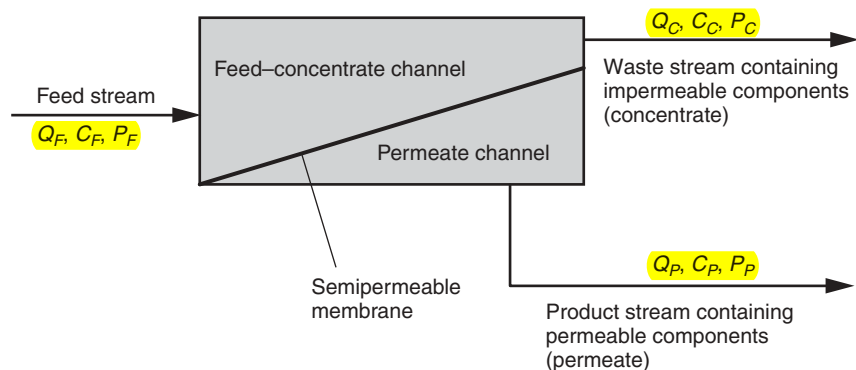 Feed stream
Q_F, C_F, P_F
Feed–concentrate channel
Permeate channel
Semipermeable
membrane
Q_C, C_C, P_C
Waste stream containing
impermeable components
(concentrate)
Q_P, C_P, P_P
Product stream containing
permeable components
(permeate)